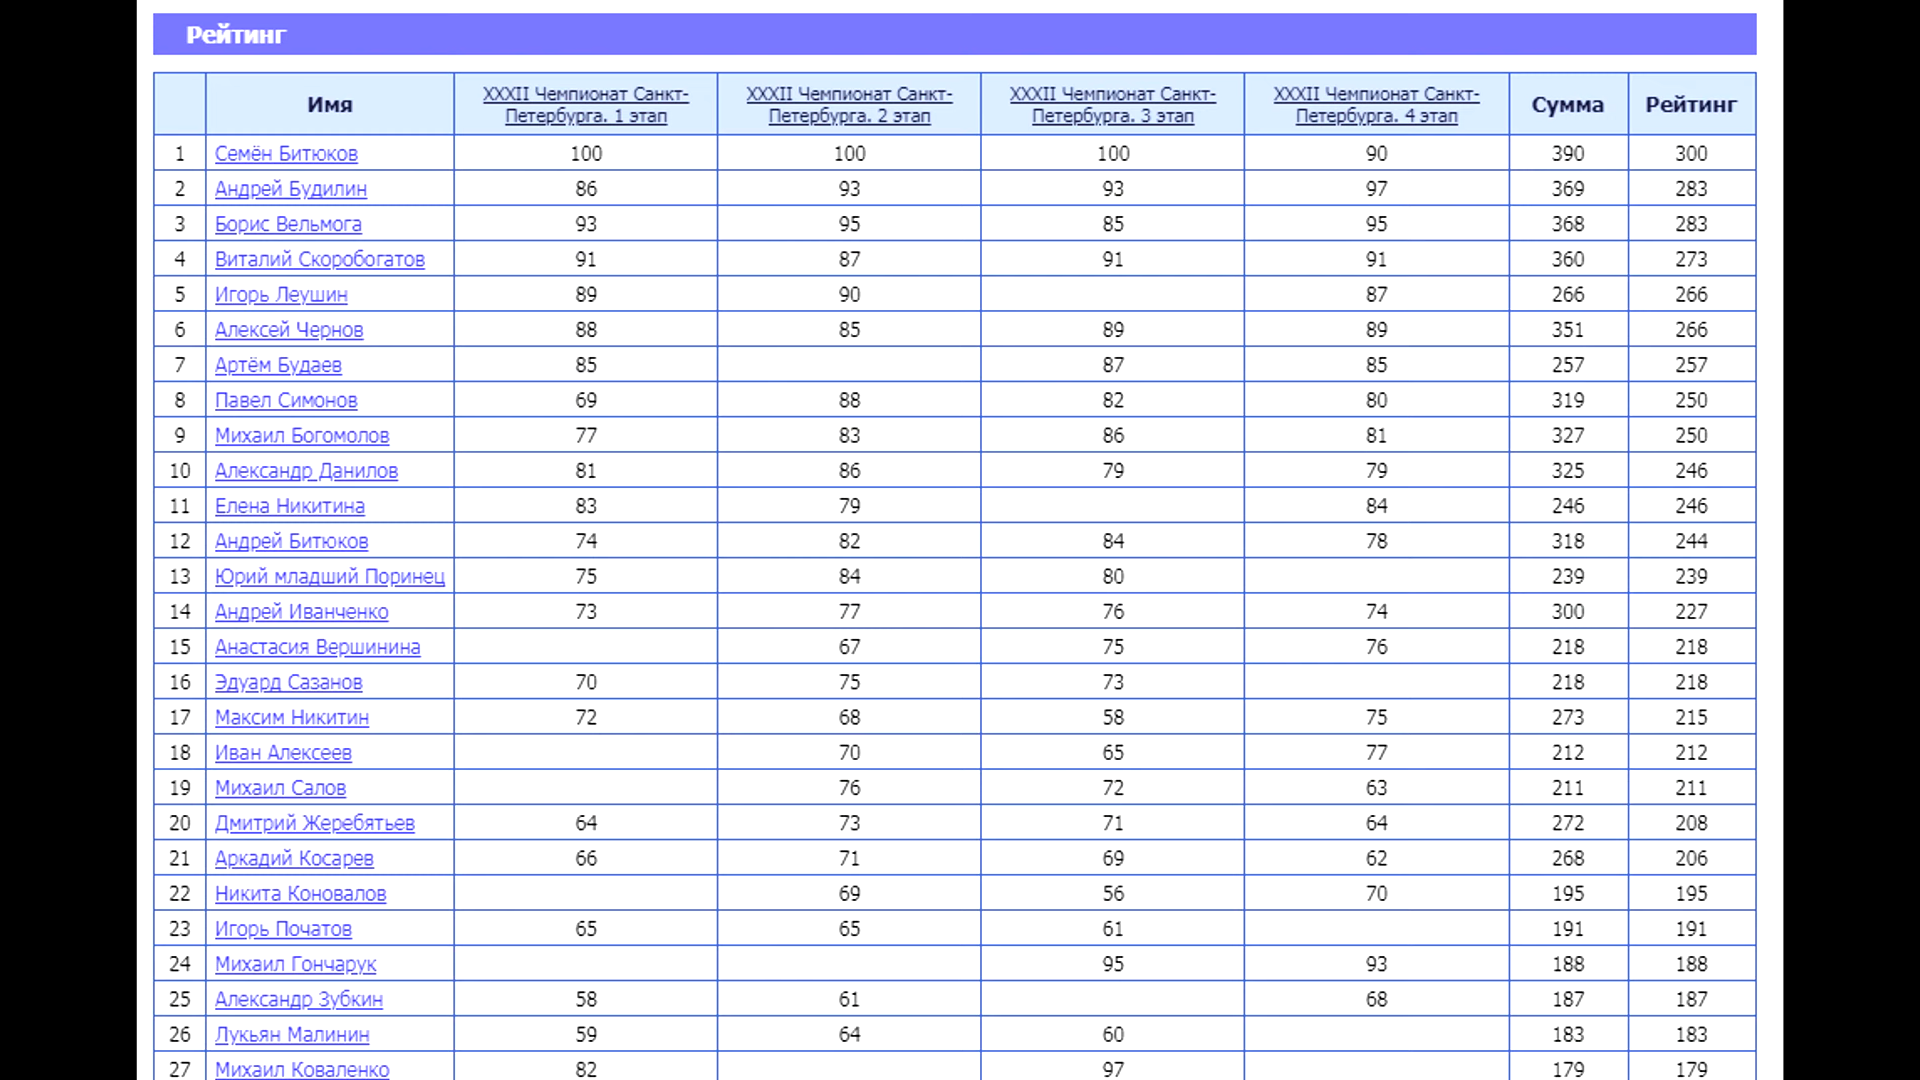 Рейтинг
Имя XXXII Чемпионат Санкт-Петербурга. 1 этап XXXII Чемпионат Санкт-Петербурга. 2 этап XXXII Чемпионат Санкт-Петербурга. 3 этап XXXII Чемпионат Санкт-Петербурга. 4 этап Сумма Рейтинг
1 Семён Битюков 100 100 100 90 390 300
2 Андрей Будилин 86 93 93 97 369 283
3 Борис Вельмога 93 95 85 95 368 283
4 Виталий Скоробогатов 91 87 91 91 360 273
5 Игорь Леушин 89 90 87 266 266
6 Алексей Чернов 88 85 89 89 351 266
7 Артём Будаев 85 87 85 257 257
8 Павел Симонов 69 88 82 80 319 250
9 Михаил Богомолов 77 83 86 81 327 250
10 Александр Данилов 81 86 79 79 325 246
11 Елена Никитина 83 79 84 246 246
12 Андрей Битюков 74 82 84 78 318 244
13 Юрий младший Поринец 75 84 80 239 239
14 Андрей Иванченко 73 77 76 74 300 227
15 Анастасия Вершинина 67 75 76 218 218
16 Эдуард Сазанов 70 75 73 218 218
17 Максим Никитин 72 68 58 75 273 215
18 Иван Алексеев 70 65 77 212 212
19 Михаил Салов 76 72 63 211 211
20 Дмитрий Жеребятьев 64 73 71 64 272 208
21 Аркадий Косарев 66 71 69 62 268 206
22 Никита Коновалов 69 56 70 195 195
23 Игорь Початов 65 65 61 191 191
24 Михаил Гончарук 95 93 188 188
25 Александр Зубкин 58 61 68 187 187
26 Лукьян Малинин 59 64 60 183 183
27 Михаил Коваленко 82 97 179 179